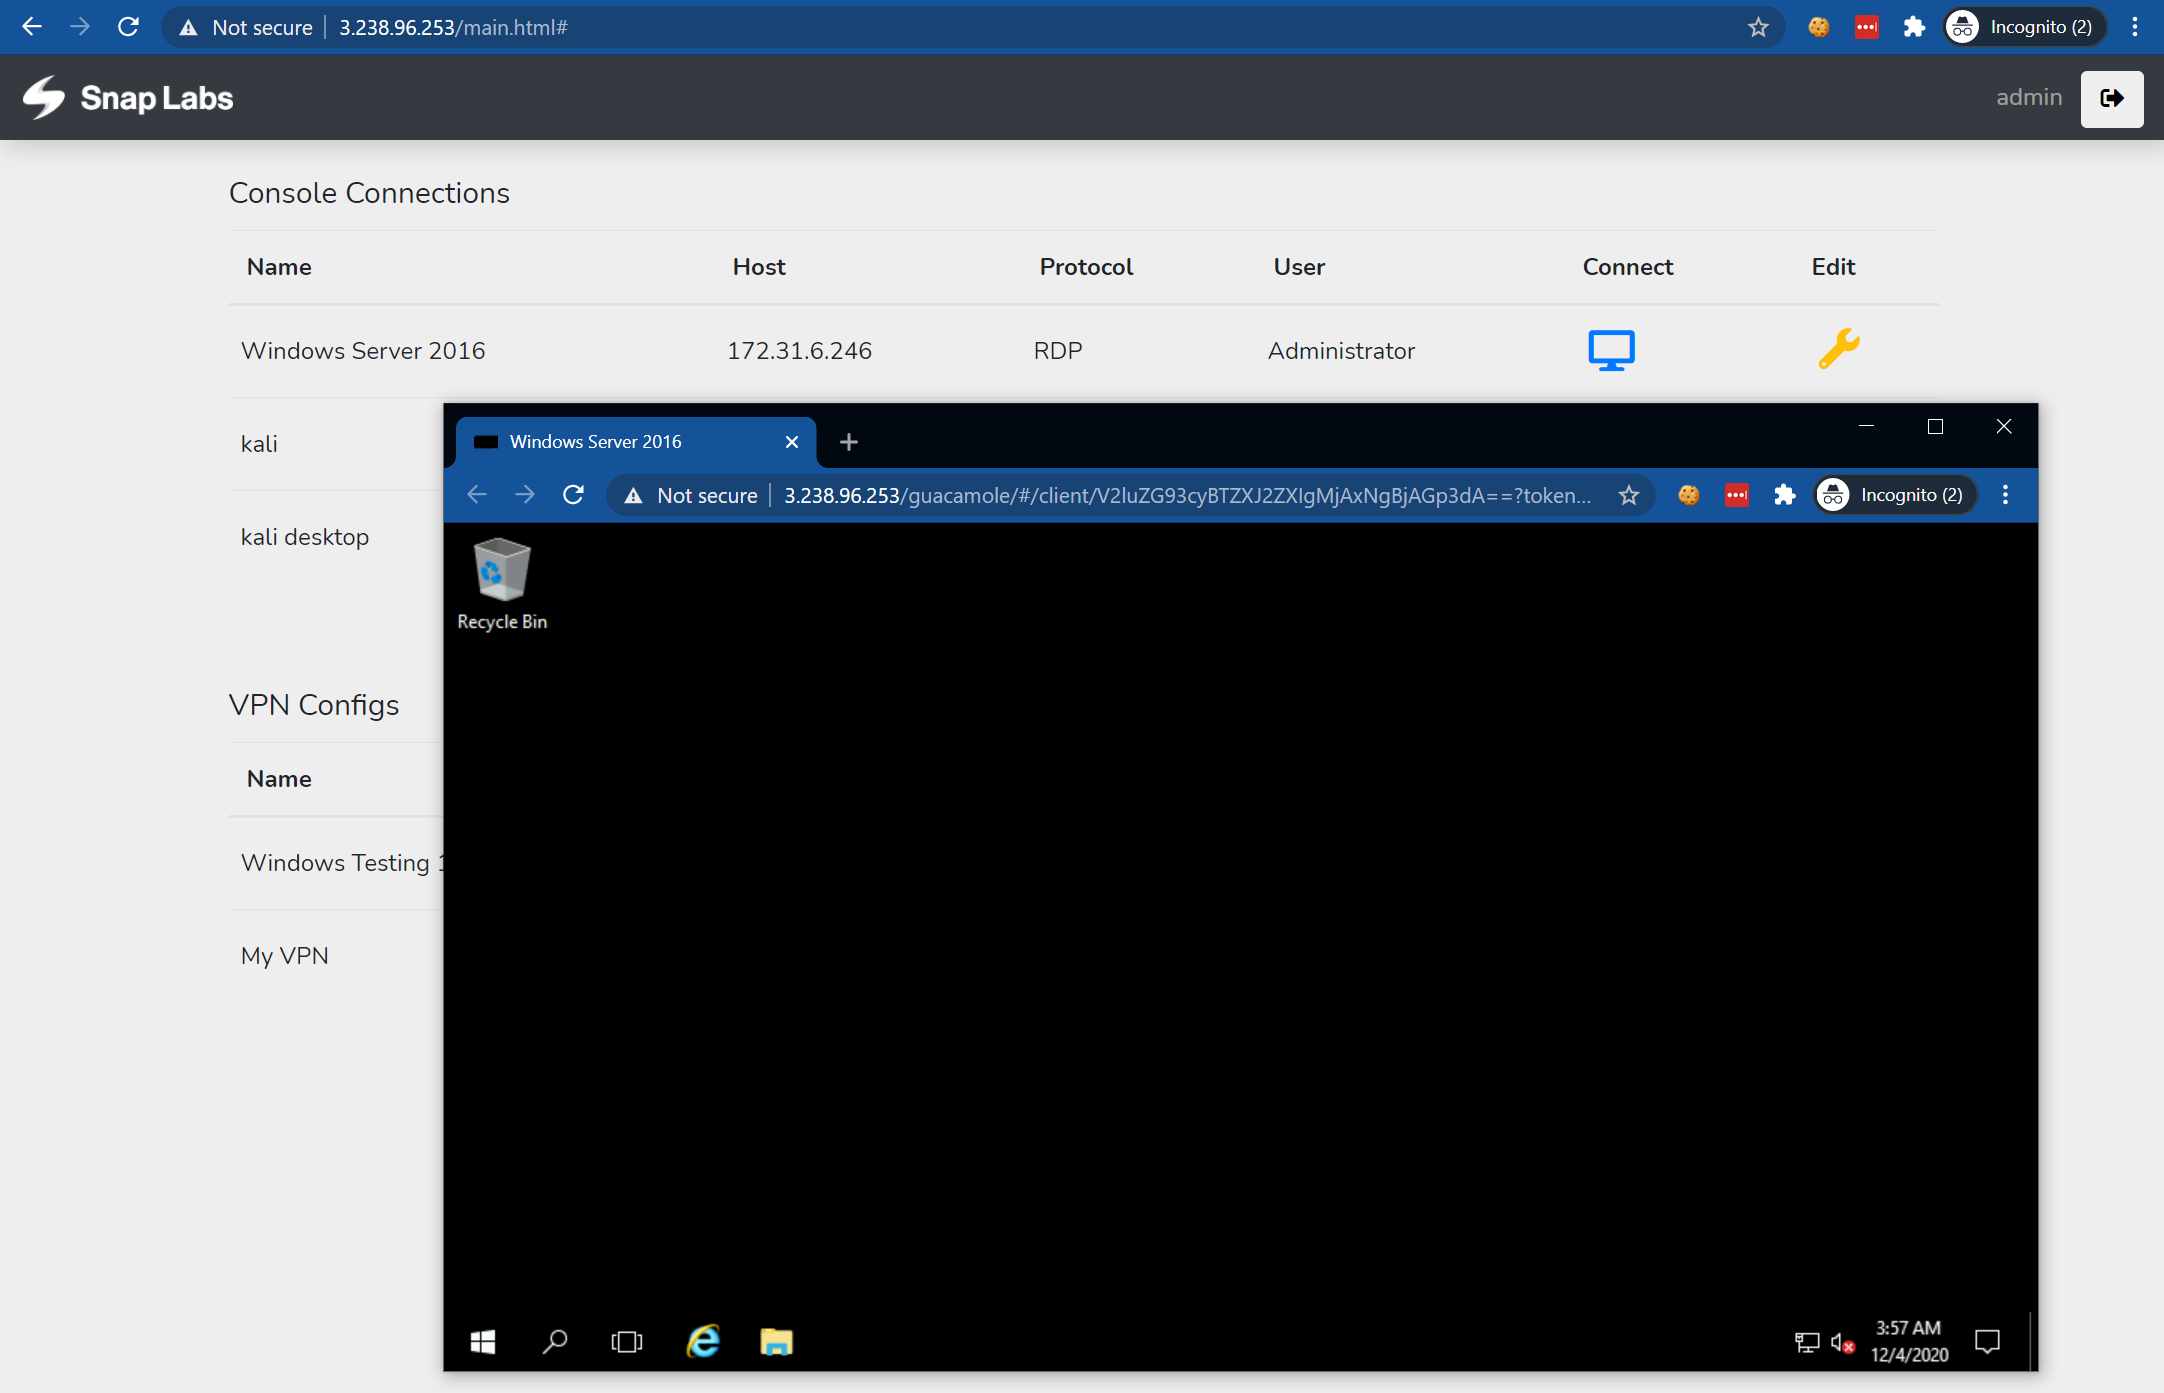 Not secure | 3.238.96.253/main.html#
Incognito (2)
Snap Labs
admin
Console Connections
Name Host Protocol User Connect Edit
Windows Server 2016 172.31.6.246 RDP Administrator
kali
kali desktop
VPN Configs
Name
Windows Testing
My VPN
Windows Server 2016
Not secure | 3.238.96.253/guacamole/#/client/V2luZG93cyBTZXJ2ZXIgMjAxNgBjAGp3dA==?token...
Incognito (2)
Recycle Bin
3:57 AM
12/4/2020